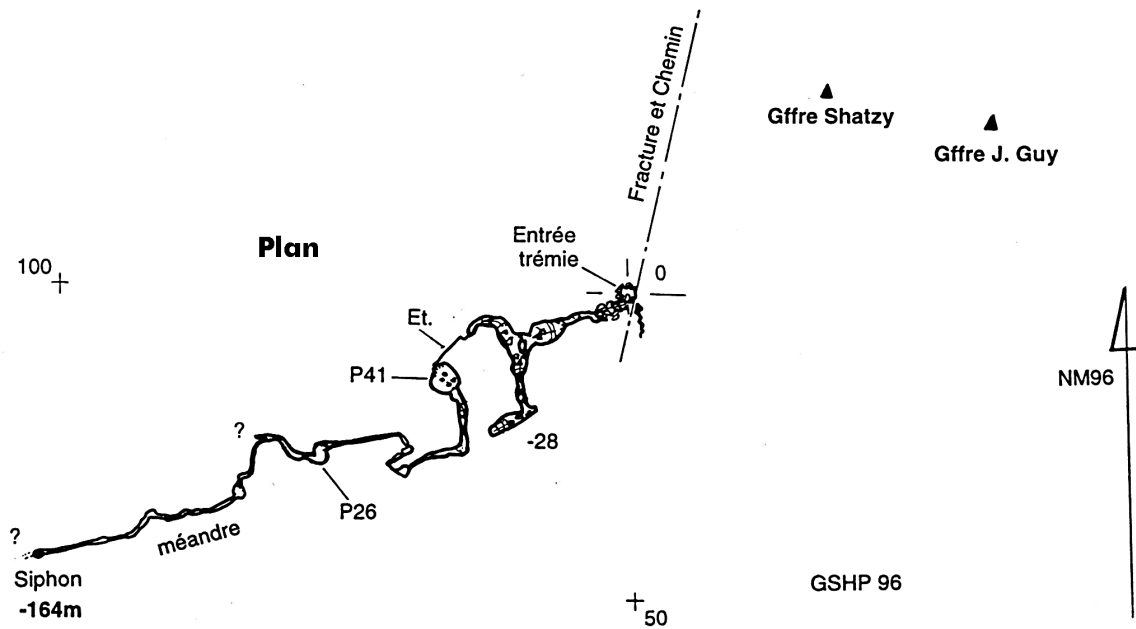 Fracture et Chemin
Gffre Shatzy
Gffre J. Guy
Plan
Entrée
trémie
100
0
Et.
P41
NM96
?
-28
P26
méandre
?
Siphon
-164m
GSHP 96
50